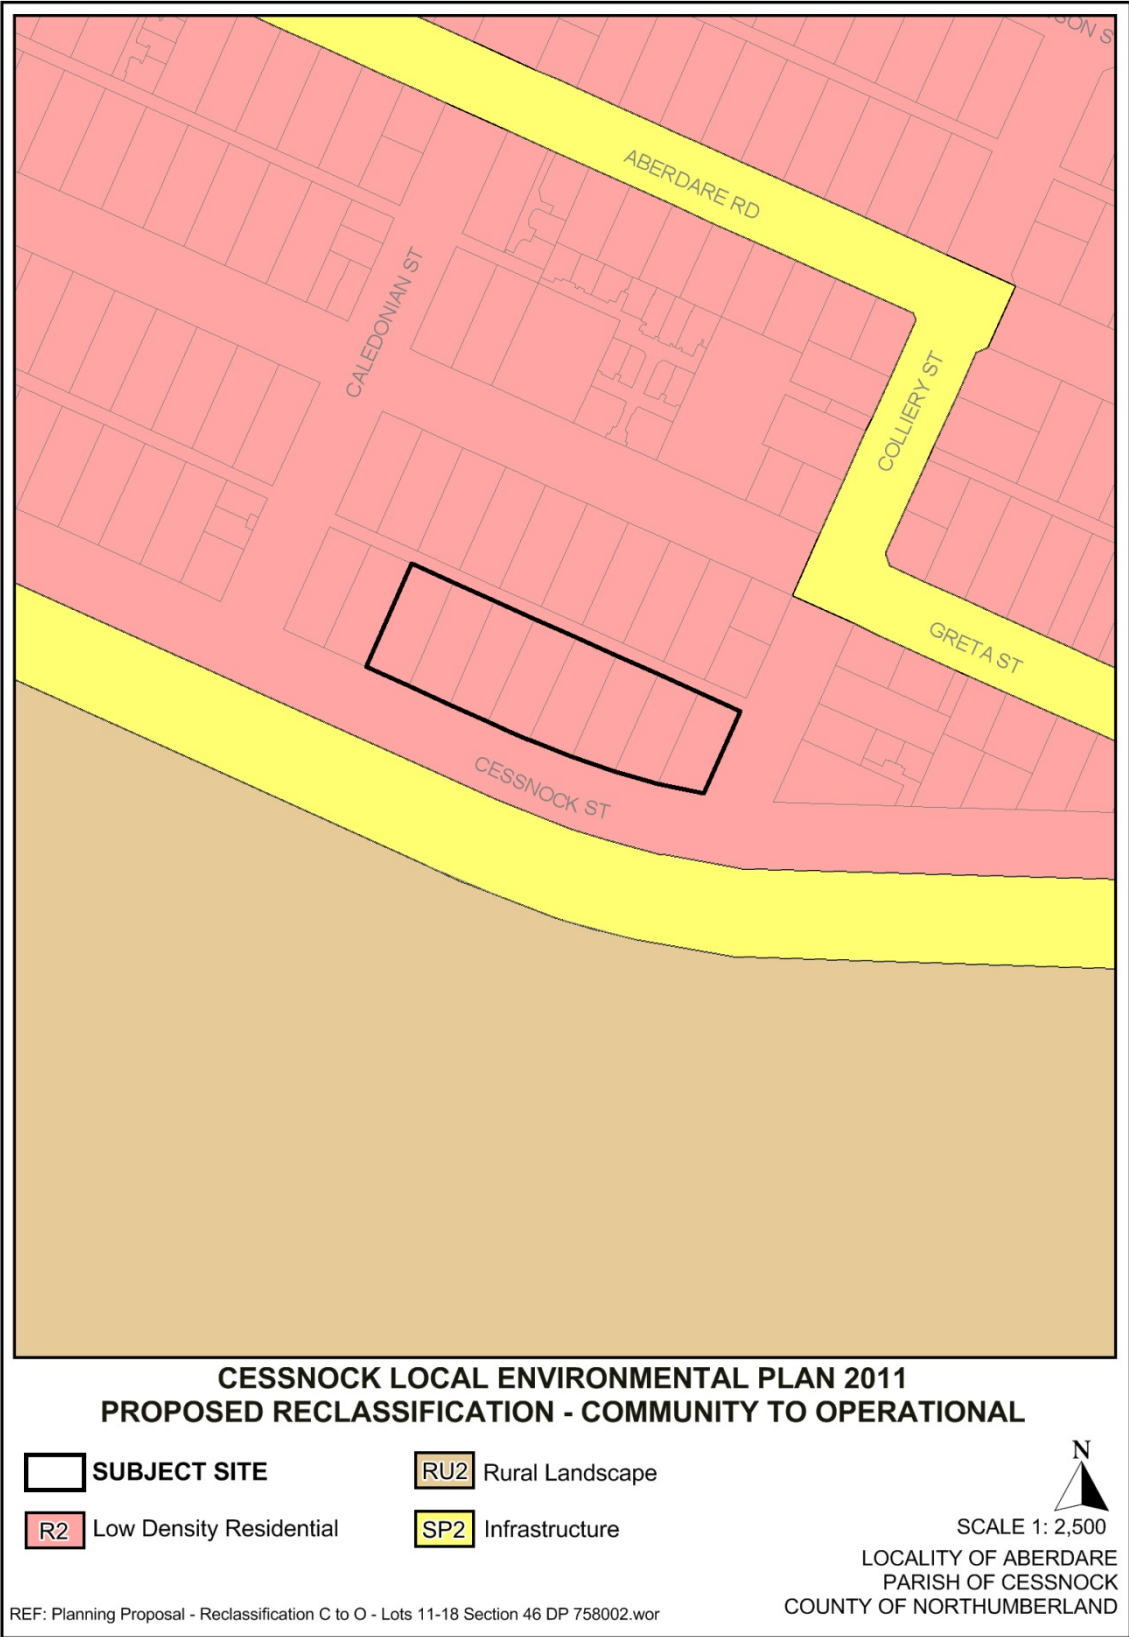 SON S
ABERDARE RD
CALEDONIAN ST
COLLIERY ST
GRETA ST
CESSNOCK ST
CESSNOCK LOCAL ENVIRONMENTAL PLAN 2011
PROPOSED RECLASSIFICATION - COMMUNITY TO OPERATIONAL
SUBJECT SITE
RU2 Rural Landscape
R2 Low Density Residential
SP2 Infrastructure
N
SCALE 1: 2,500
LOCALITY OF ABERDARE
PARISH OF CESSNOCK
COUNTY OF NORTHUMBERLAND
REF: Planning Proposal - Reclassification C to O - Lots 11-18 Section 46 DP 758002.wor